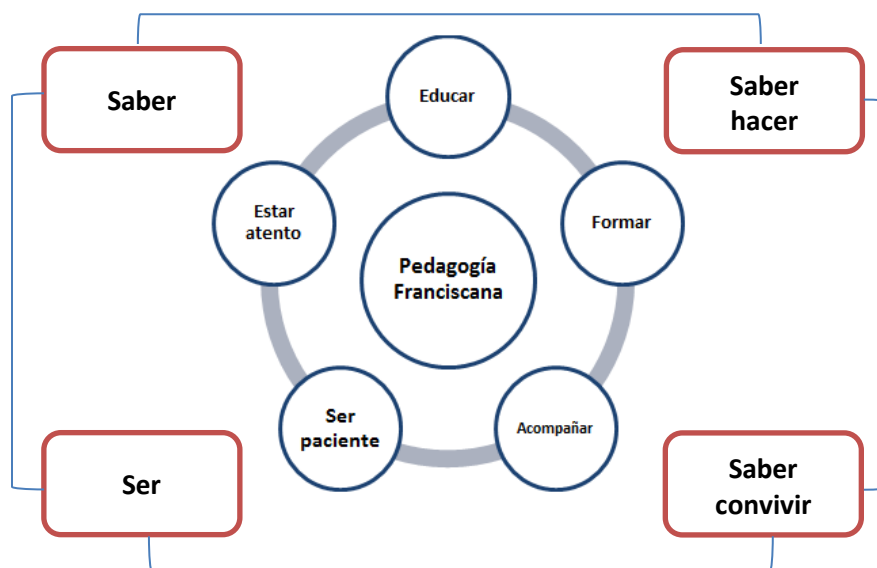 Saber
Saber
hacer
Educar
Estar
atento
Formar
Pedagogía
Franciscana
Ser
paciente
Acompañar
Ser
Saber
convivir